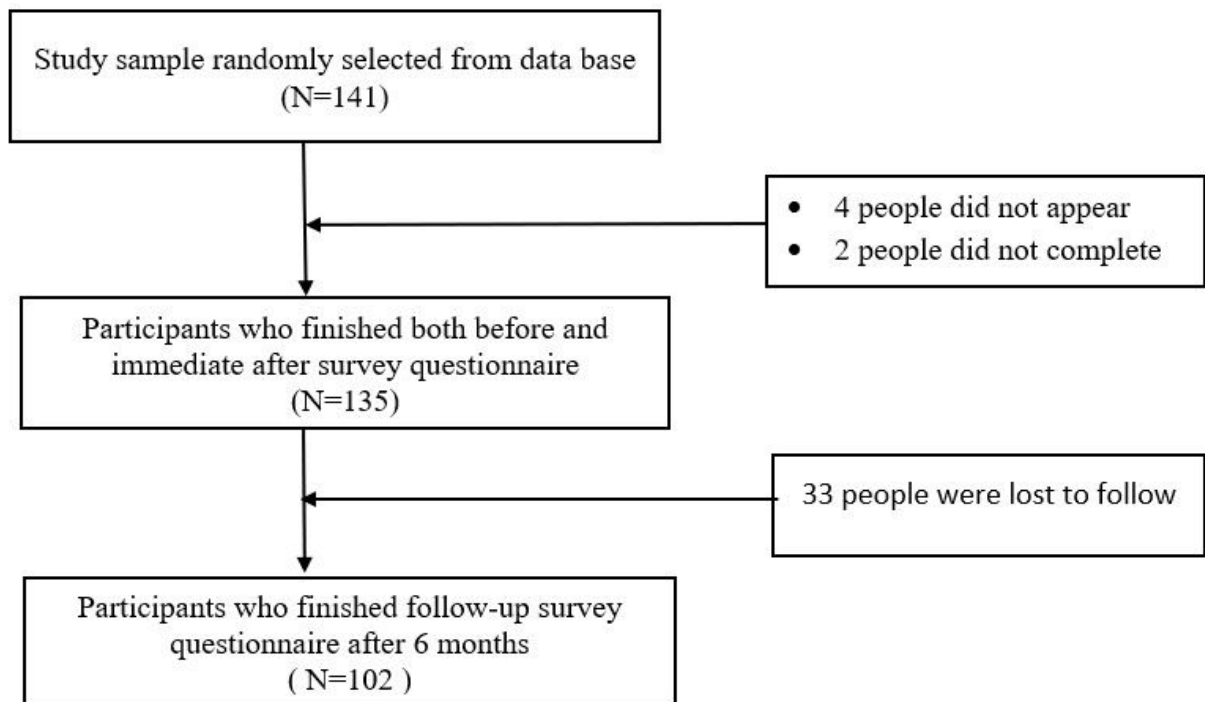 Study sample randomly selected from data base
(N=141)
• 4 people did not appear
• 2 people did not complete
Participants who finished both before and
immediate after survey questionnaire
(N=135)
33 people were lost to follow
Participants who finished follow-up survey
questionnaire after 6 months
( N=102 )